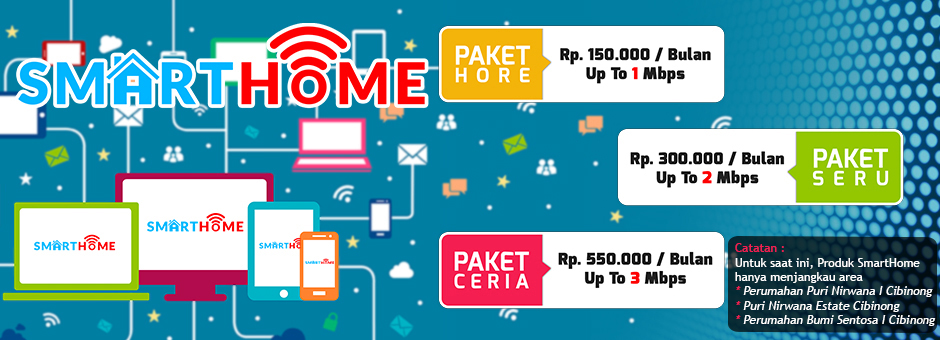 SMARTHOME
PAKET
HORE
Rp. 150.000 / Bulan
Up To 1 Mbps
Rp. 300.000 / Bulan
Up To 2 Mbps
PAKET
SERU
PAKET
CERIA
Rp. 550.000 / Bulan
Up To 3 Mbps
SMARTHOME
SMARTHOME
SMARTHOME
SMARTHOME
Catatan :
Untuk saat ini, Produk SmartHome
hanya menjangkau area
* Perumahan Puri Nirwana I Cibinong
* Puri Nirwana Estate Cibinong
* Perumahan Bumi Sentosa I Cibinong